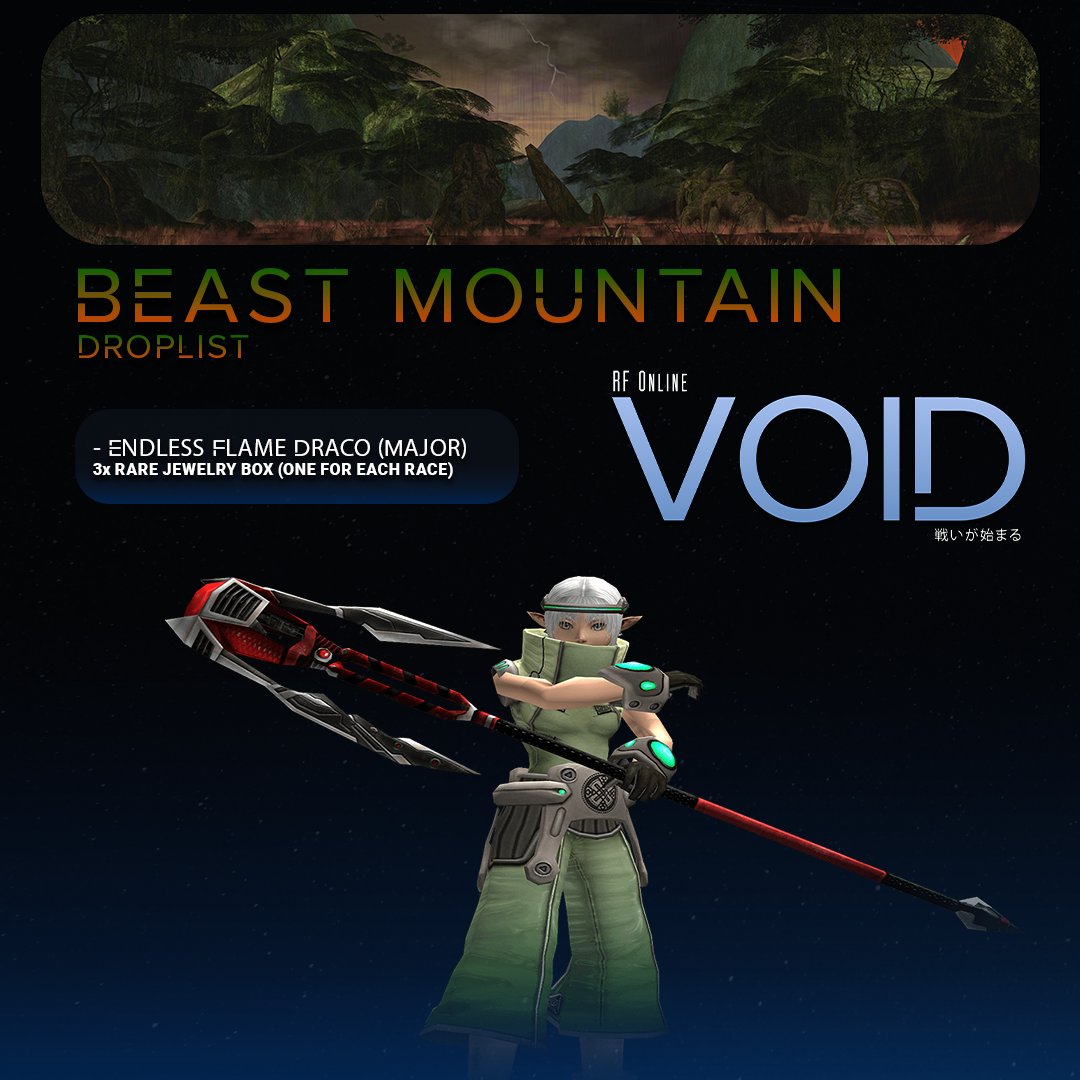 BEAST MOUNTAIN
DROPLIST
RF Online
VOID
戦いが始まる
- Endless Flame Draco (Major)
3x RARE JEWELRY BOX (ONE FOR EACH RACE)